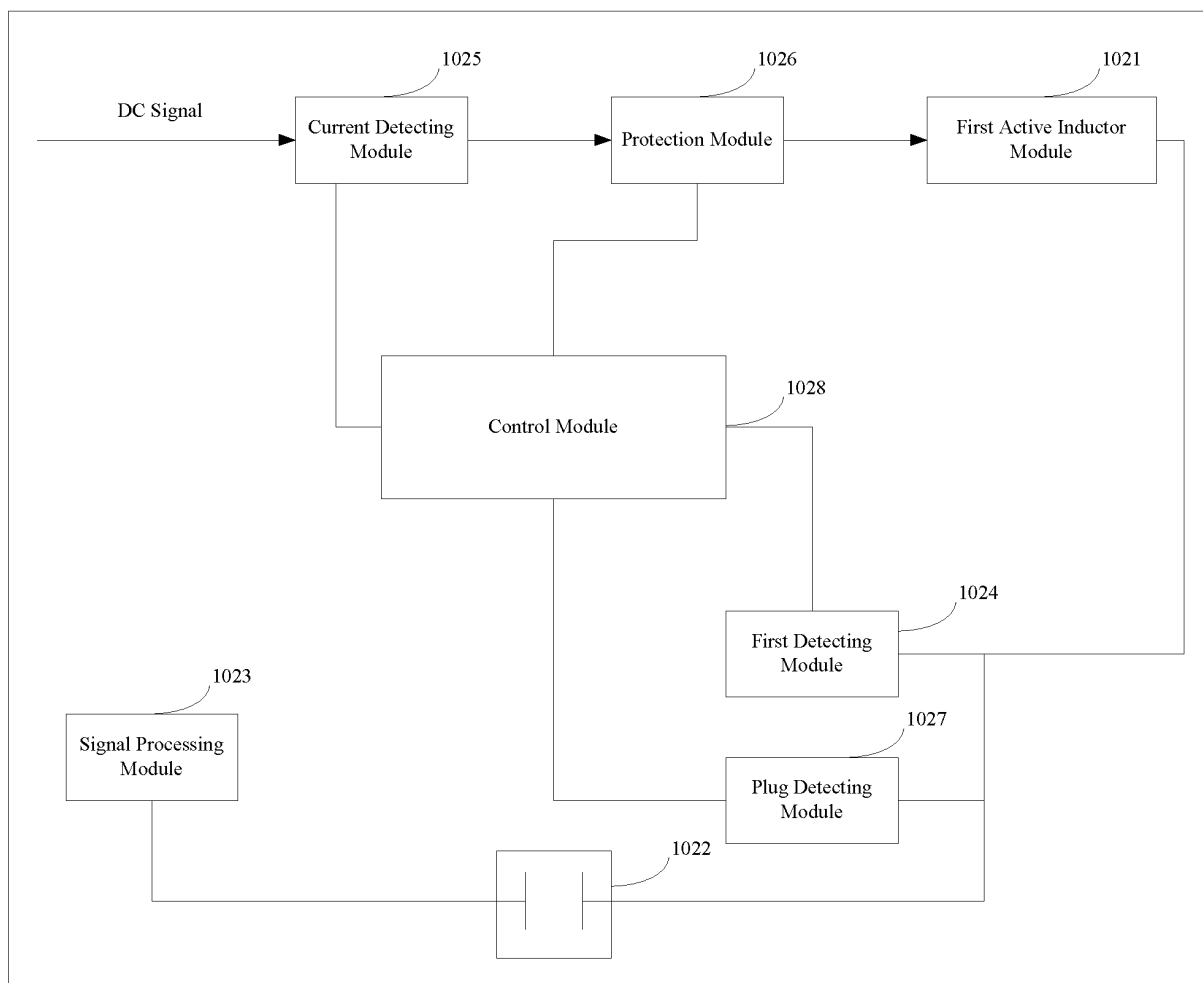 1025
1026
1021
DC Signal
Current Detecting
Module
Protection Module
First Active Inductor
Module
1028
Control Module
1024
First Detecting
Module
1023
1027
Signal Processing
Module
Plug Detecting
Module
1022